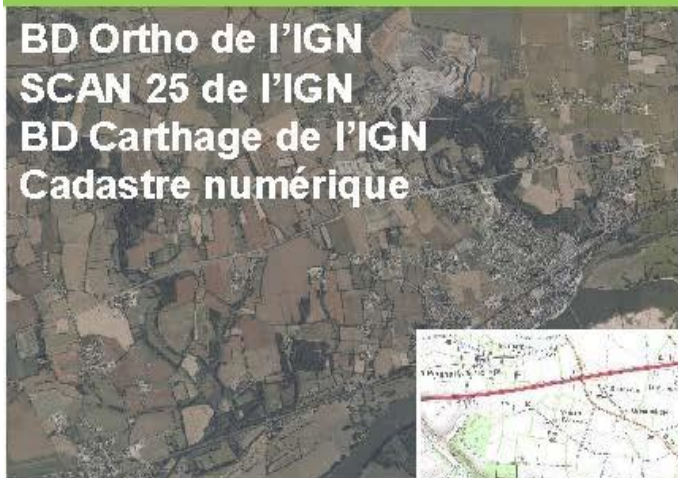 BD Ortho de l’IGN
SCAN 25 de l’IGN
BD Carthage de l’IGN
Cadastre numérique